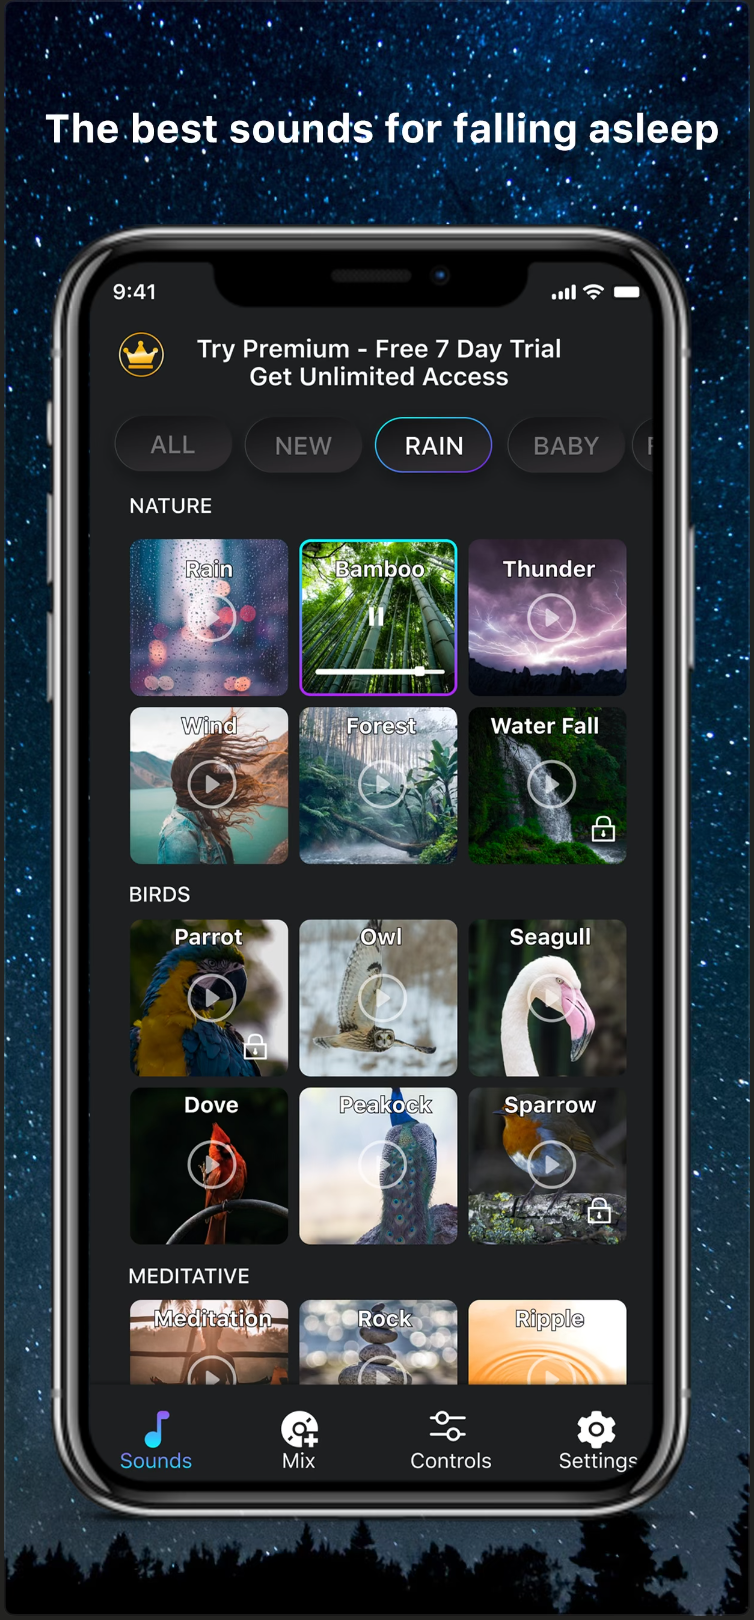 The best sounds for falling asleep
9:41
Try Premium - Free 7 Day Trial
Get Unlimited Access
ALL NEW RAIN BABY F
NATURE
Rain Bamboo Thunder
Wind Forest Water Fall
BIRDS
Parrot Owl Seagull
Dove Peakock Sparrow
MEDITATIVE
Meditation Rock Ripple
Sounds Mix Controls Settings